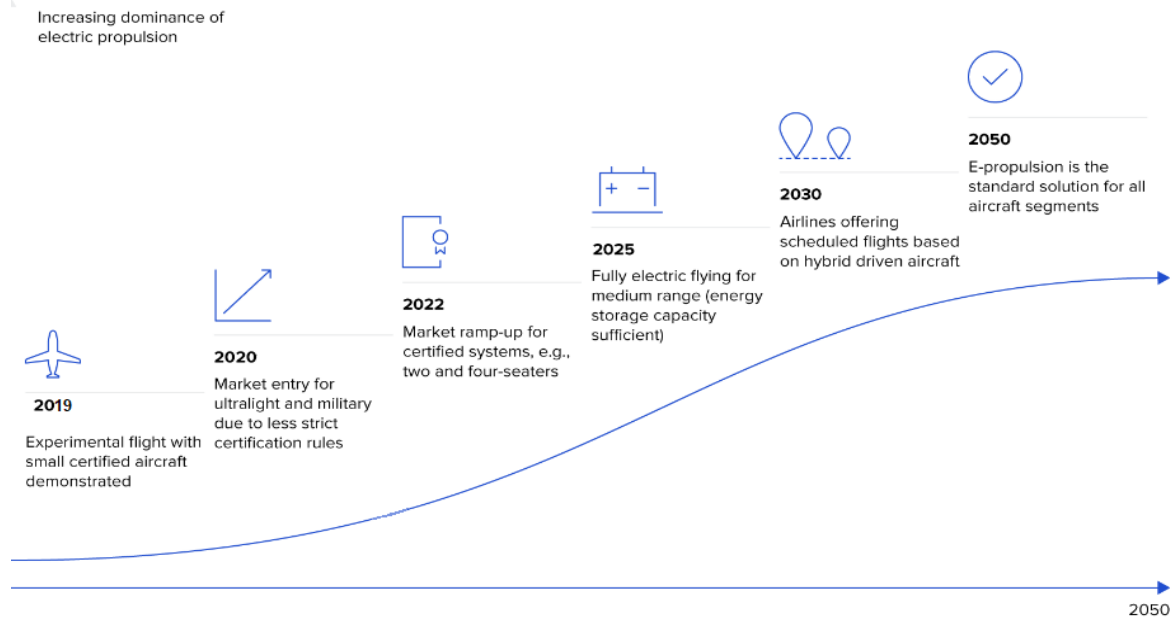 Increasing dominance of
electric propulsion
2019
Experimental flight with
small certified aircraft
demonstrated
2020
Market entry for
ultralight and military
due to less strict
certification rules
2022
Market ramp-up for
certified systems, e.g.,
two and four-seaters
2025
Fully electric flying for
medium range (energy
storage capacity
sufficient)
2030
Airlines offering
scheduled flights based
on hybrid driven aircraft
2050
E-propulsion is the
standard solution for all
aircraft segments
2050